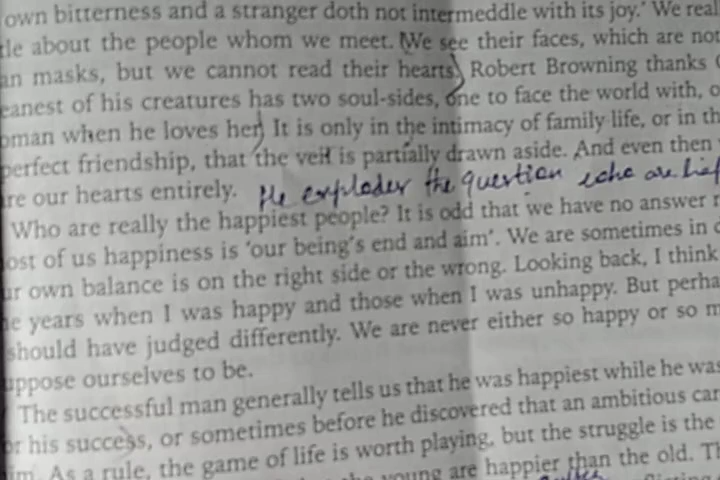 own bitterness and a stranger doth not intermeddle with its joy.' We real
tle about the people whom we meet. (We see their faces, which are not
an masks, but we cannot read their hearts) Robert Browning thanks
eanest of his creatures has two soul-sides, one to face the world with, o
oman when he loves her) It is only in the intimacy of family life, or in th
perfect friendship, that the veil is partially drawn aside. And even then
re our hearts entirely. He explodes the question who are hap
Who are really the happiest people? It is odd that we have no answer r
ost of us happiness is 'our being's end and aim'. We are sometimes in
ur own balance is on the right side or the wrong. Looking back, I think
e years when I was happy and those when I was unhappy. But perha
should have judged differently. We are never either so happy or so m
uppose ourselves to be.
The successful man generally tells us that he was happiest while he was
or his success, or sometimes before he discovered that an ambitious car
im. As a rule, the game of life is worth playing, but the struggle is the
the young are happier than the old. Th